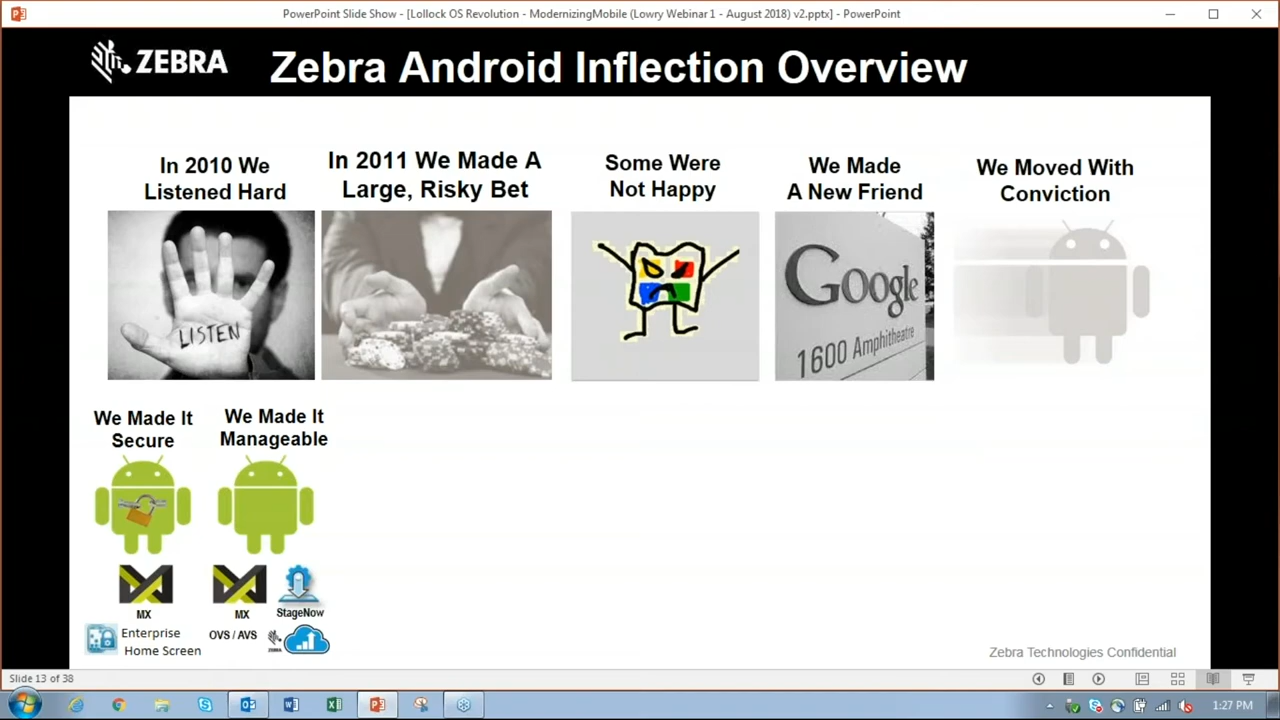 PowerPoint Slide Show - [Lollock OS Revolution - ModernizingMobile (Lowry Webinar 1 - August 2018) v2.pptx] - PowerPoint
ZEBRA
Zebra Android Inflection Overview
In 2010 We
Listened Hard
LISTEN
In 2011 We Made A
Large, Risky Bet
Some Were
Not Happy
We Made
A New Friend
Google
1600 Amphitheatre
We Moved With
Conviction
We Made It
Secure
MX
Enterprise
Home Screen
We Made It
Manageable
MX
StageNow
OVS / AVS
ZEBRA
Zebra Technologies Confidential
Slide 13 of 38
1:27 PM